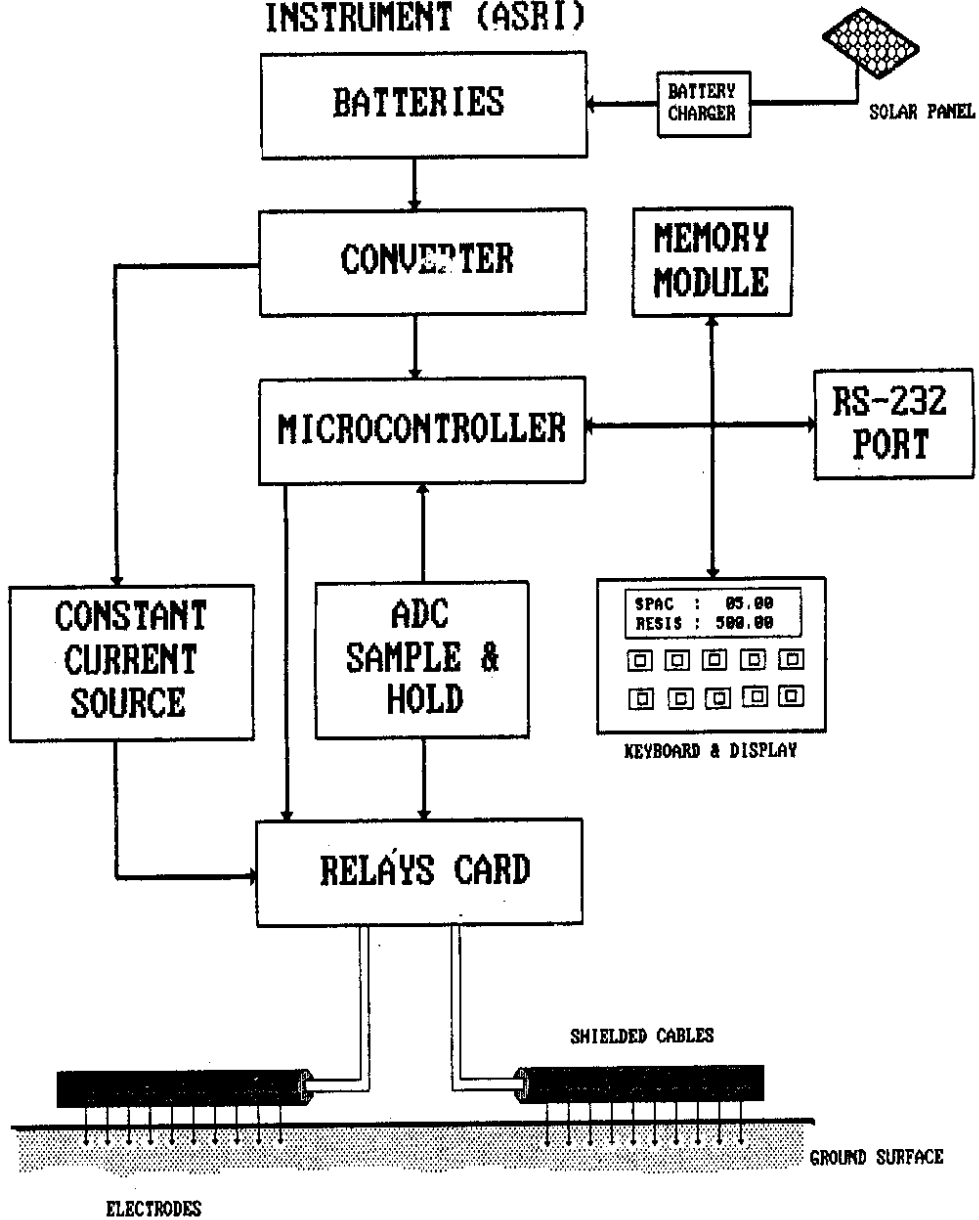 INSTRUMENT (ASRI)
BATTERIES
BATTERY
CHARGER
SOLAR PANEL
CONVERTER
MEMORY
MODULE
MICROCONTROLLER
RS-232
PORT
CONSTANT
CURRENT
SOURCE
ADC
SAMPLE &
HOLD
SPAC : 05.00
RESIS : 500.00
KEYBOARD & DISPLAY
RELAYS CARD
SHIELDED CABLES
GROUND SURFACE
ELECTRODES